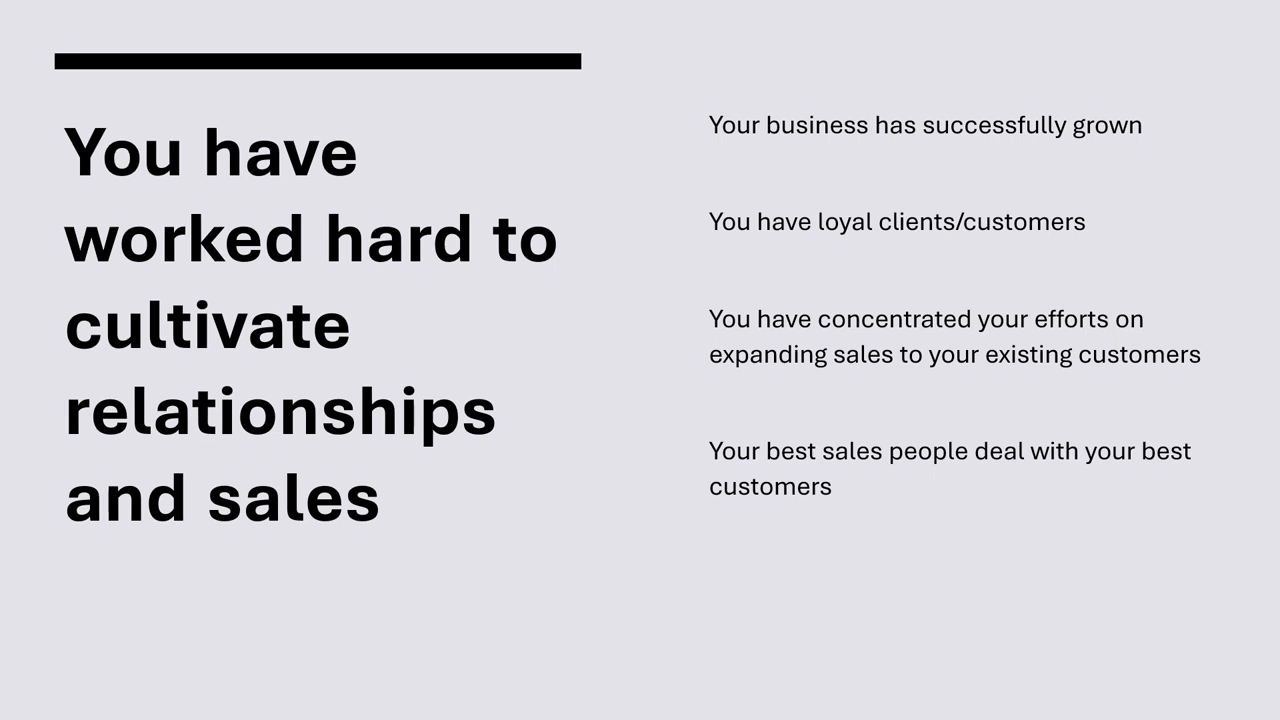 You have
worked hard to
cultivate
relationships
and sales
Your business has successfully grown
You have loyal clients/customers
You have concentrated your efforts on
expanding sales to your existing customers
Your best sales people deal with your best
customers